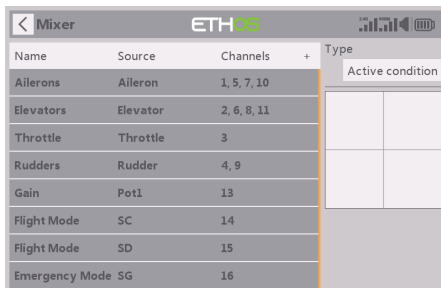 Mixer
ETHOS
Name Source Channels +
Ailerons Aileron 1, 5, 7, 10
Elevators Elevator 2, 6, 8, 11
Throttle Throttle 3
Rudders Rudder 4, 9
Gain Pot1 13
Flight Mode SC 14
Flight Mode SD 15
Emergency Mode SG 16
Type
Active condition